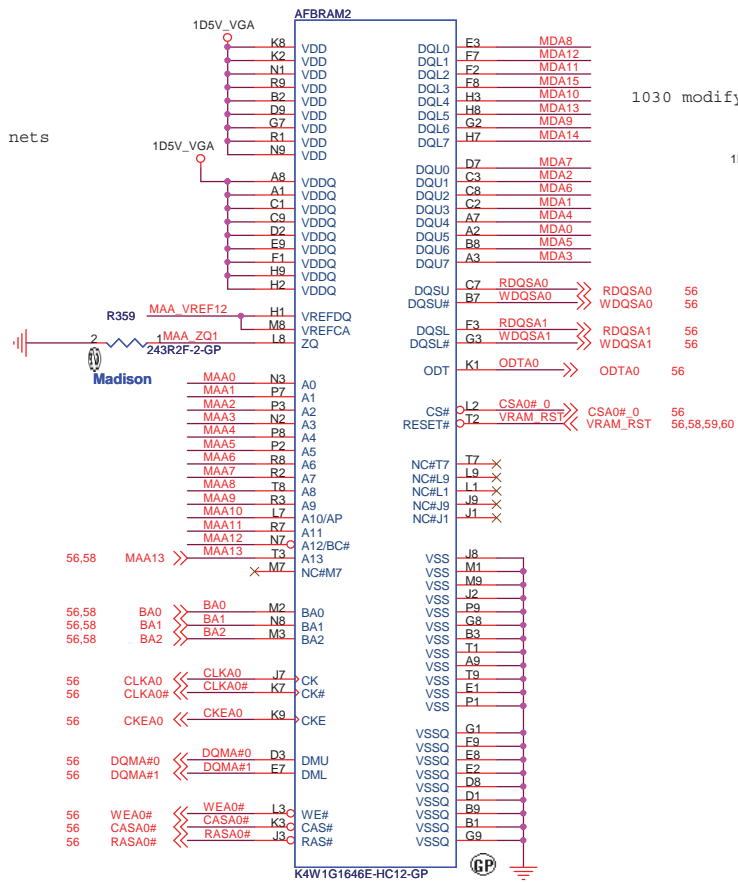 AFBRAM2
1D5V_VGA
K8 VDD
K2 VDD
N1 VDD
R9 VDD
B2 VDD
D9 VDD
G7 VDD
R1 VDD
N9 VDD
nets
1D5V_VGA
A8 VDDQ
A1 VDDQ
C1 VDDQ
C9 VDDQ
D2 VDDQ
E9 VDDQ
F1 VDDQ
H9 VDDQ
H2 VDDQ
R359
MAA_VREF12 H1 VREFDQ
M8 VREFCA
2 1 MAA_ZQ1 L8 ZQ
243R2F-2-GP
Madison
MAA0 N3 A0
MAA1 P7 A1
MAA2 P3 A2
MAA3 N2 A3
MAA4 P8 A4
MAA5 P2 A5
MAA6 R8 A6
MAA7 R2 A7
MAA8 T8 A8
MAA9 R3 A9
MAA10 L7 A10/AP
MAA11 R7 A11
MAA12 N7 A12/BC#
56,58 MAA13 MAA13 T3 A13
M7 NC#M7
56,58 BA0 BA0 M2 BA0
56,58 BA1 BA1 N8 BA1
56,58 BA2 BA2 M3 BA2
56 CLKA0 CLKA0 J7 CK
56 CLKA0# CLKA0# K7 CK#
56 CKEA0 CKEA0 K9 CKE
56 DQMA#0 DQMA#0 D3 DMU
56 DQMA#1 DQMA#1 E7 DML
56 WEA0# WEA0# L3 WE#
56 CASA0# CASA0# K3 CAS#
56 RASA0# RASA0# J3 RAS#
DQL0 E3 MDA8
DQL1 F7 MDA12
DQL2 F2 MDA11
DQL3 F8 MDA15
DQL4 H3 MDA10
DQL5 H8 MDA13
DQL6 G2 MDA9
DQL7 H7 MDA14
1030 modify
DQU0 D7 MDA7
DQU1 C3 MDA2
DQU2 C8 MDA6
DQU3 C2 MDA1
DQU4 A7 MDA4
DQU5 A2 MDA0
DQU6 B8 MDA5
DQU7 A3 MDA3
DQSU C7 RDQSA0 RDQSA0 56
DQSU# B7 WDQSA0 WDQSA0 56
DQSL F3 RDQSA1 RDQSA1 56
DQSL# G3 WDQSA1 WDQSA1 56
ODT K1 ODTA0 ODTA0 56
CS# L2 CSA0#_0 CSA0#_0 56
RESET# T2 VRAM_RST VRAM_RST 56,58,59,60
NC#T7 T7
NC#L9 L9
NC#L1 L1
NC#J9 J9
NC#J1 J1
VSS J8
VSS M1
VSS M9
VSS J2
VSS P9
VSS G8
VSS B3
VSS T1
VSS A9
VSS T9
VSS E1
VSS P1
VSSQ G1
VSSQ F9
VSSQ E8
VSSQ E2
VSSQ D8
VSSQ D1
VSSQ B9
VSSQ B1
VSSQ G9
K4W1G1646E-HC12-GP
GP